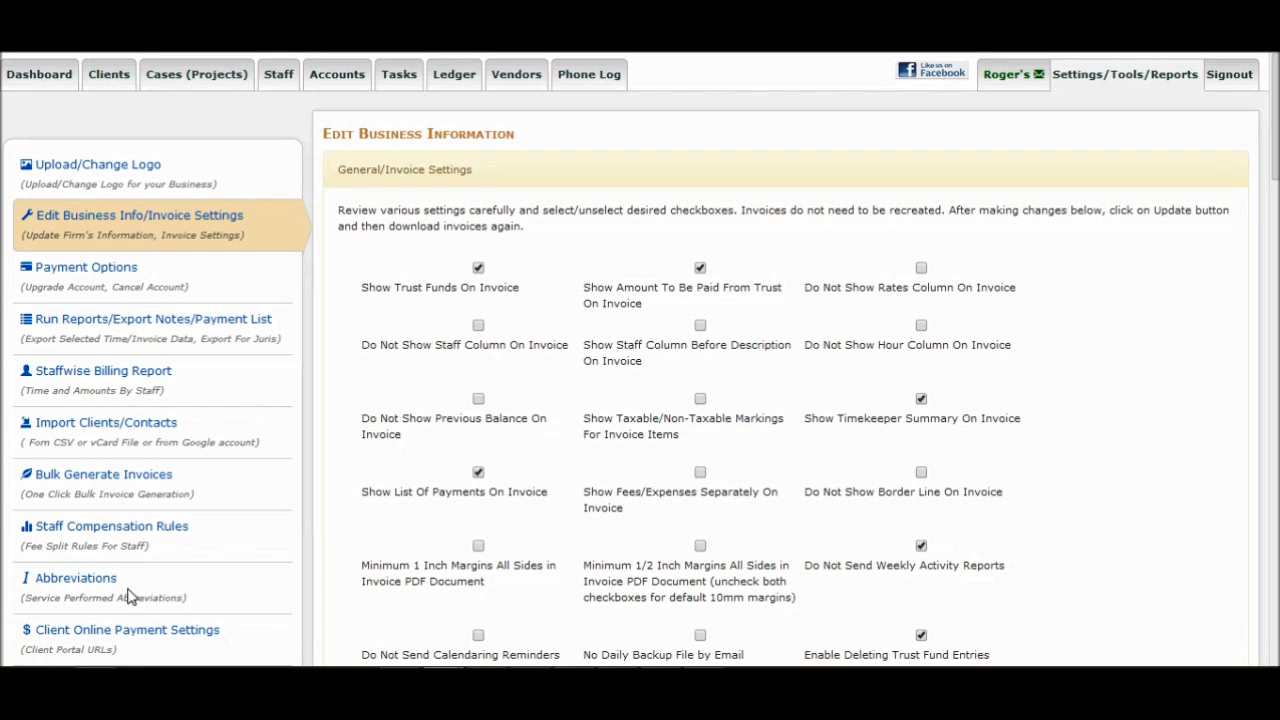 Dashboard Clients Cases (Projects) Staff Accounts Tasks Ledger Vendors Phone Log Like us on Facebook Roger's Settings/Tools/Reports Signout
Upload/Change Logo
(Upload/Change Logo for your Business)
Edit Business Info/Invoice Settings
(Update Firm's Information, Invoice Settings)
Payment Options
(Upgrade Account, Cancel Account)
Run Reports/Export Notes/Payment List
(Export Selected Time/Invoice Data, Export For Juris)
Staffwise Billing Report
(Time and Amounts By Staff)
Import Clients/Contacts
( Fom CSV or vCard File or from Google account)
Bulk Generate Invoices
(One Click Bulk Invoice Generation)
Staff Compensation Rules
(Fee Split Rules For Staff)
Abbreviations
(Service Performed Abbreviations)
$ Client Online Payment Settings
(Client Portal URLs)
EDIT BUSINESS INFORMATION
General/Invoice Settings
Review various settings carefully and select/unselect desired checkboxes. Invoices do not need to be recreated. After making changes below, click on Update button
and then download invoices again.
Show Trust Funds On Invoice
Show Amount To Be Paid From Trust
On Invoice
Do Not Show Rates Column On Invoice
Do Not Show Staff Column On Invoice
Show Staff Column Before Description
On Invoice
Do Not Show Hour Column On Invoice
Do Not Show Previous Balance On
Invoice
Show Taxable/Non-Taxable Markings
For Invoice Items
Show Timekeeper Summary On Invoice
Show List Of Payments On Invoice
Show Fees/Expenses Separately On
Invoice
Do Not Show Border Line On Invoice
Minimum 1 Inch Margins All Sides in
Invoice PDF Document
Minimum 1/2 Inch Margins All Sides in
Invoice PDF Document (uncheck both
checkboxes for default 10mm margins)
Do Not Send Weekly Activity Reports
Do Not Send Calendaring Reminders
No Daily Backup File by Email
Enable Deleting Trust Fund Entries